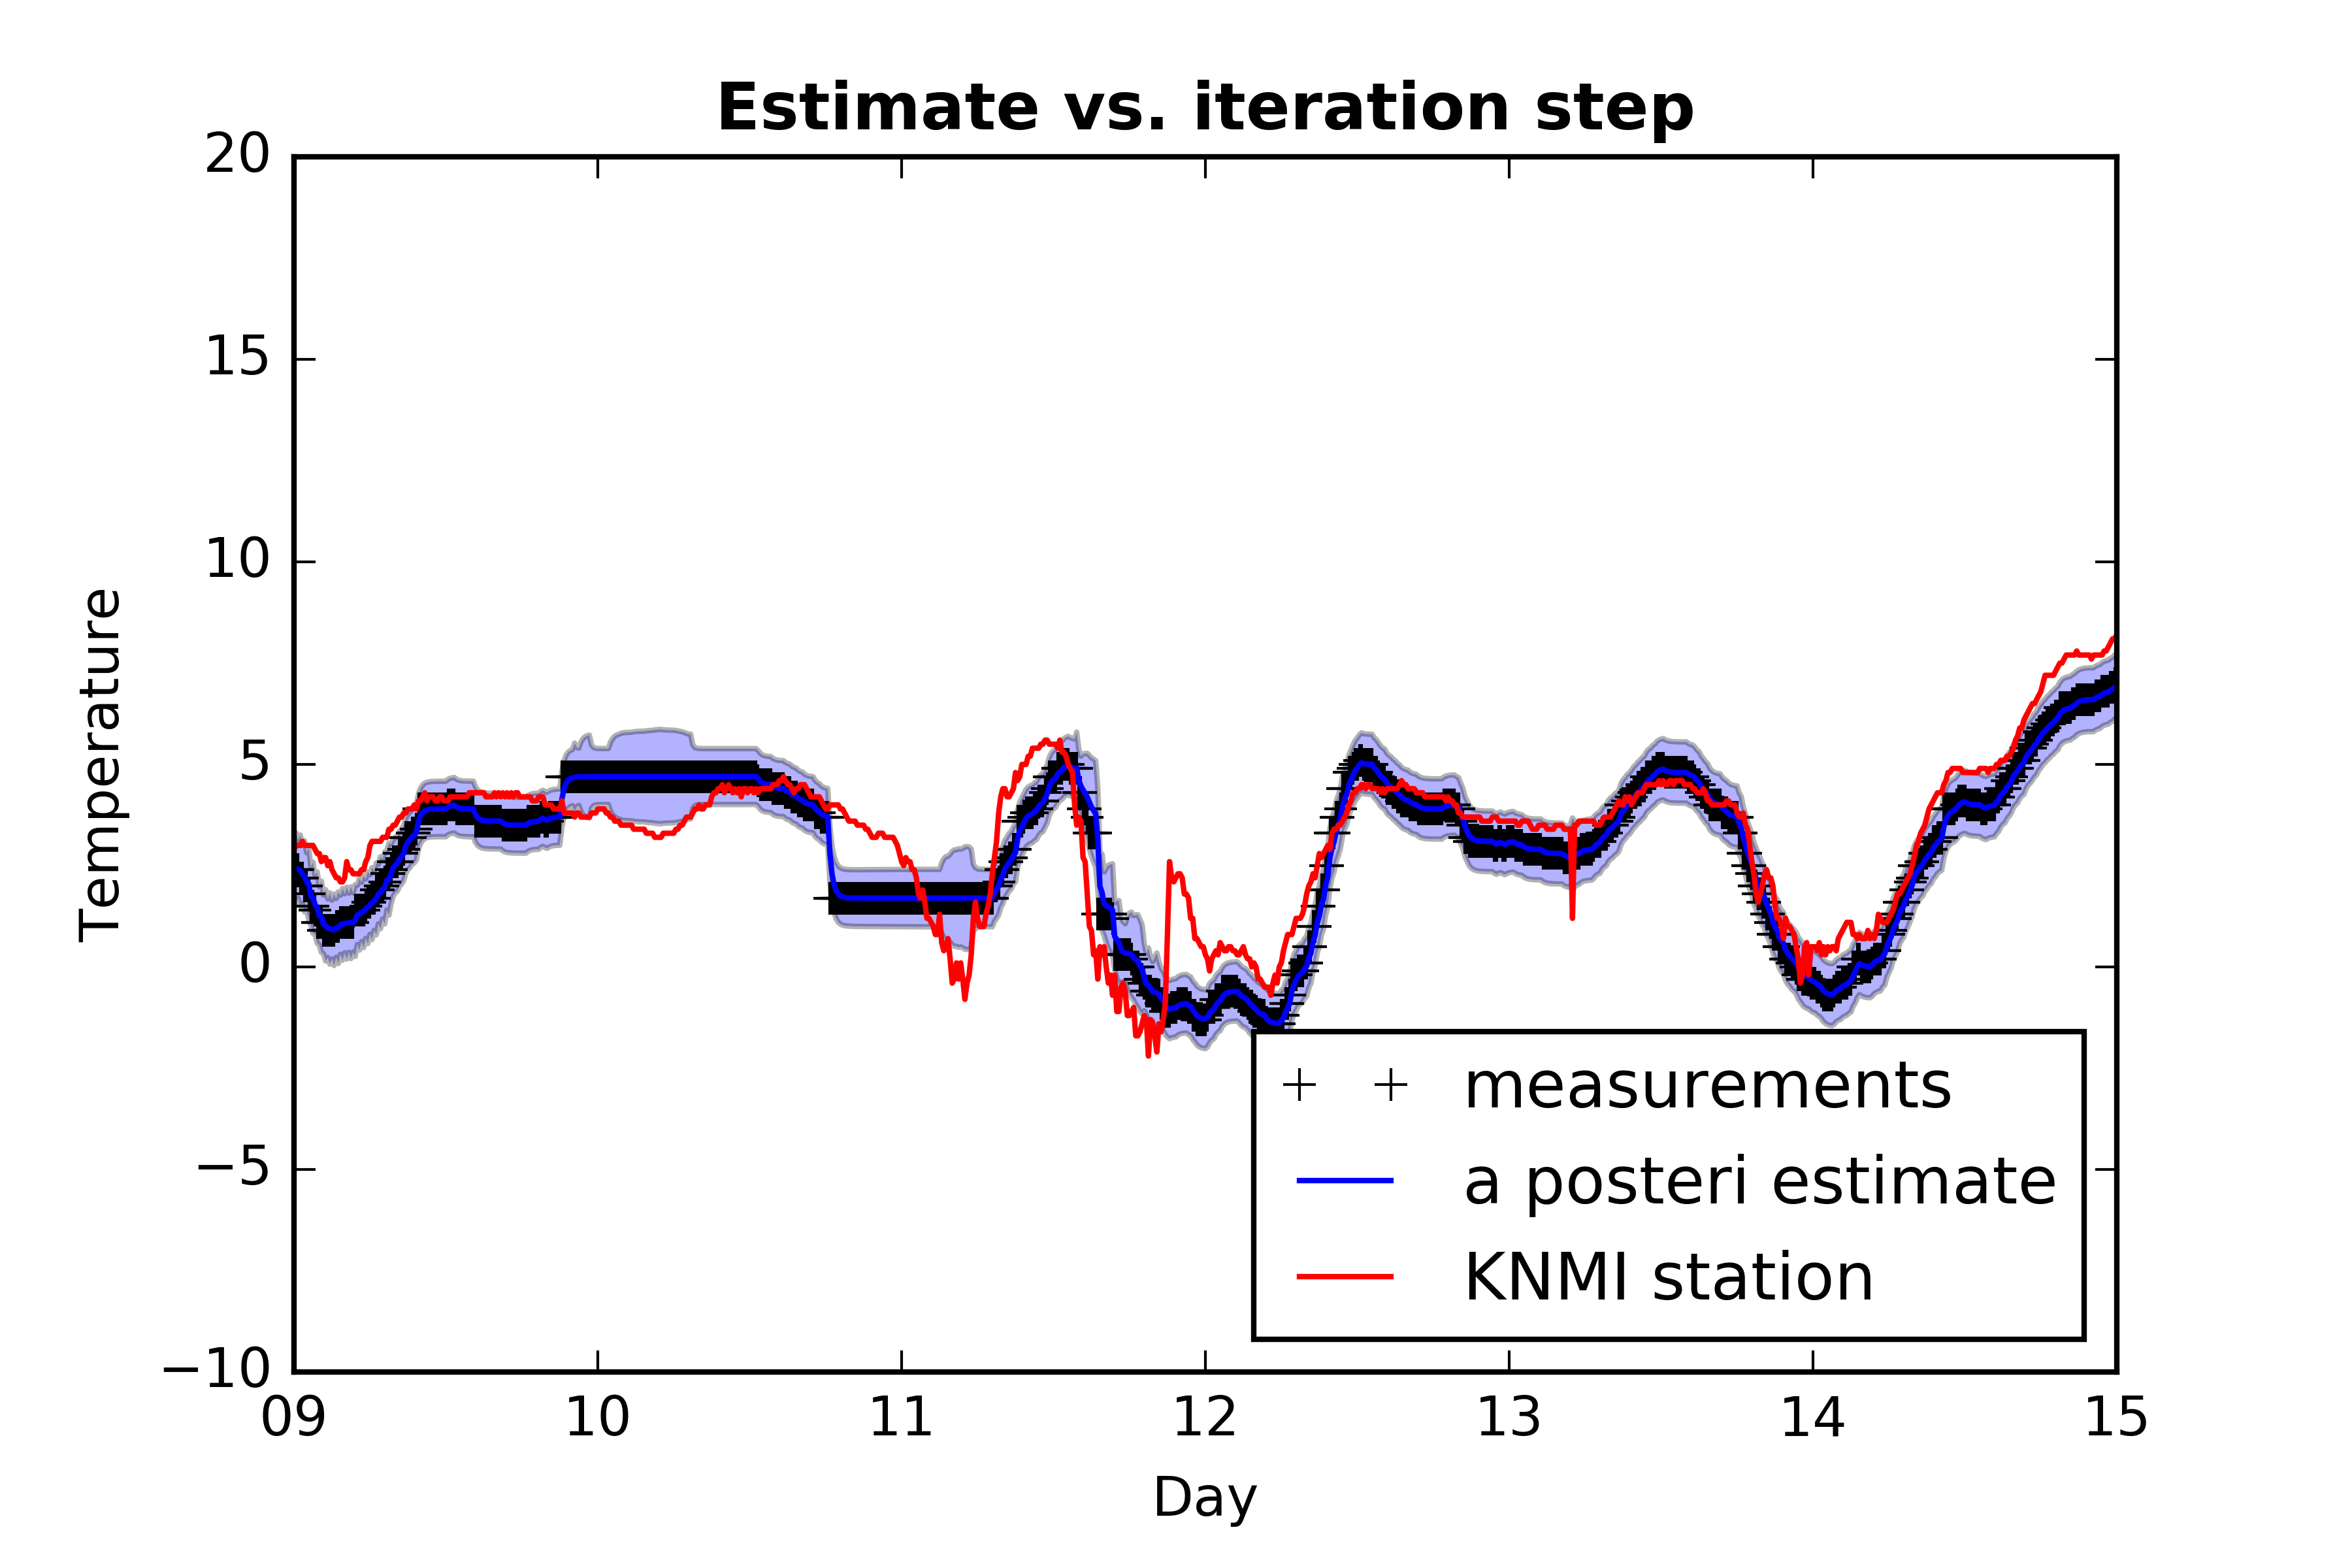 Estimate vs. iteration step
20
15
10
5
0
−5
−10
Temperature
measurements
a posteri estimate
KNMI station
09 10 11 12 13 14 15
Day